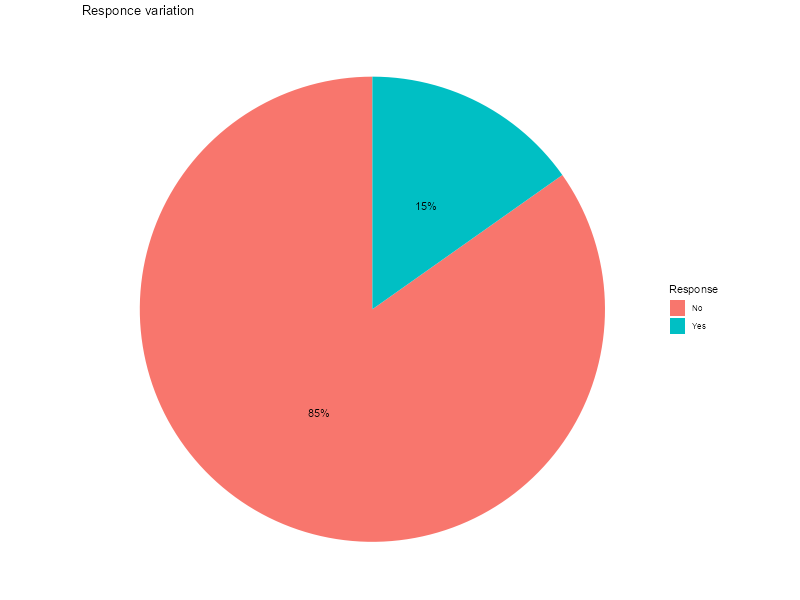 Responce variation
15%
85%
Response
No
Yes